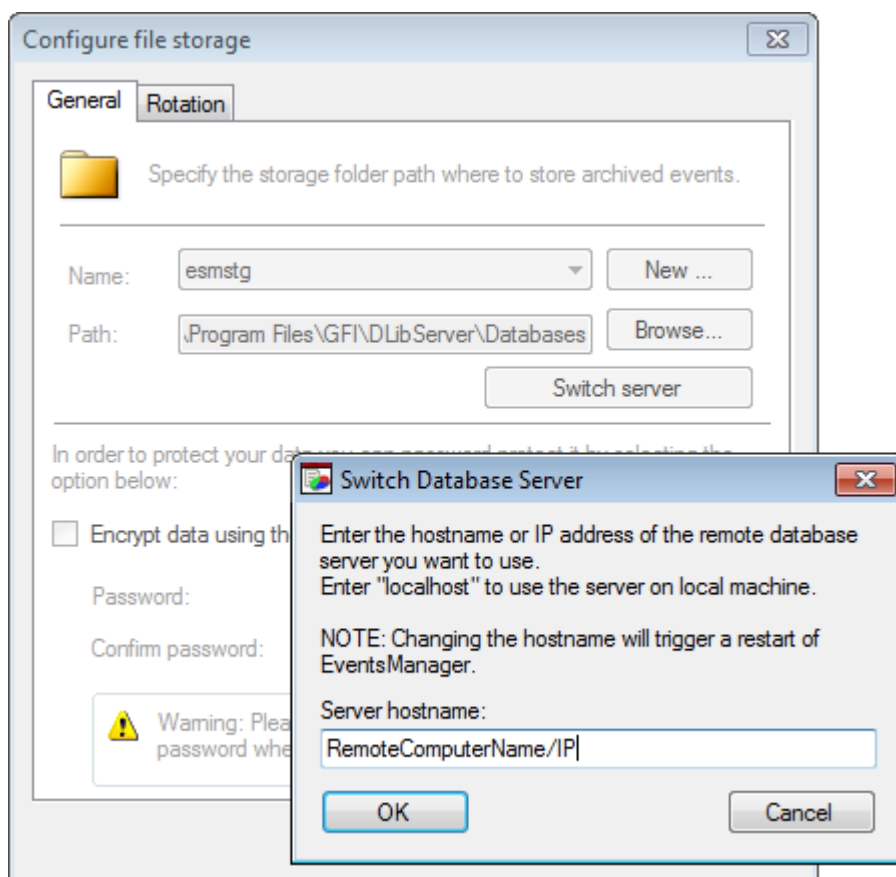 Configure file storage
General
Rotation
Specify the storage folder path where to store archived events.
Name:
esmstg
New ...
Path:
.Program Files\GFI\DLibServer\Databases
Browse...
Switch server
In order to protect your data you can password protect it by selecting the
option below:
Encrypt data using th
Password:
Confirm password:
Warning: Plea
password whe
Switch Database Server
Enter the hostname or IP address of the remote database
server you want to use.
Enter "localhost" to use the server on local machine.
NOTE: Changing the hostname will trigger a restart of
EventsManager.
Server hostname:
RemoteComputerName/IP
OK
Cancel